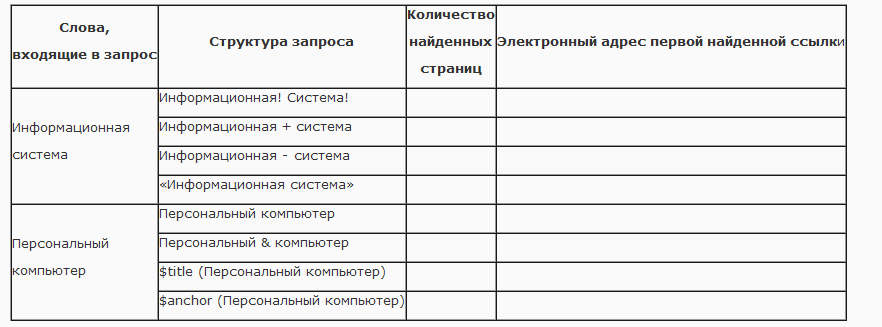 Слова,
входящие в запрос
Структура запроса
Количество
найденных
страниц
Электронный адрес первой найденной ссылки
Информационная
система
Информационная! Система!
Информационная + система
Информационная - система
«Информационная система»
Персональный
компьютер
Персональный компьютер
Персональный & компьютер
$title (Персональный компьютер)
$anchor (Персональный компьютер)